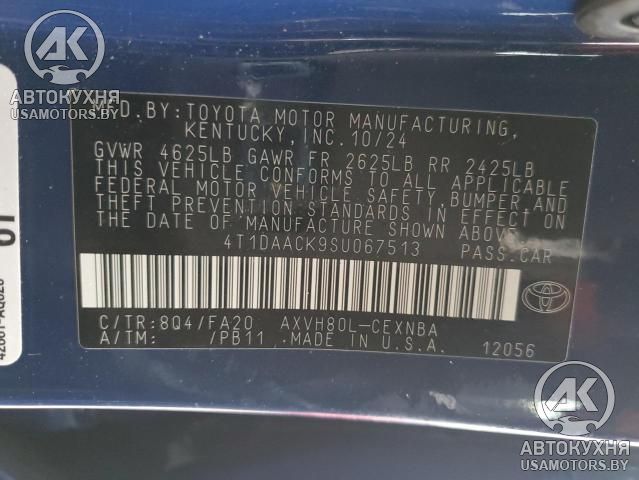 АК
АВТОКУХНЯ
USAMOTORS.BY
MFD.BY:TOYOTA MOTOR MANUFACTURING,
KENTUCKY, INC. 10/24
GVWR 4625LB GAWR FR 2625LB RR 2425LB
THIS VEHICLE CONFORMS TO ALL APPLICABLE
FEDERAL MOTOR VEHICLE SAFETY, BUMPER, AND
THEFT PREVENTION STANDARDS IN EFFECT ON
THE DATE OF MANUFACTURE SHOWN ABOVE.
4T1DAACK9SU067513 PASS.CAR
C/TR:8Q4/FA20 AXVH80L-CEXNBA
A/TM: /PB11 MADE IN U.S.A. 12056
АК
АВТОКУХНЯ
USAMOTORS.BY